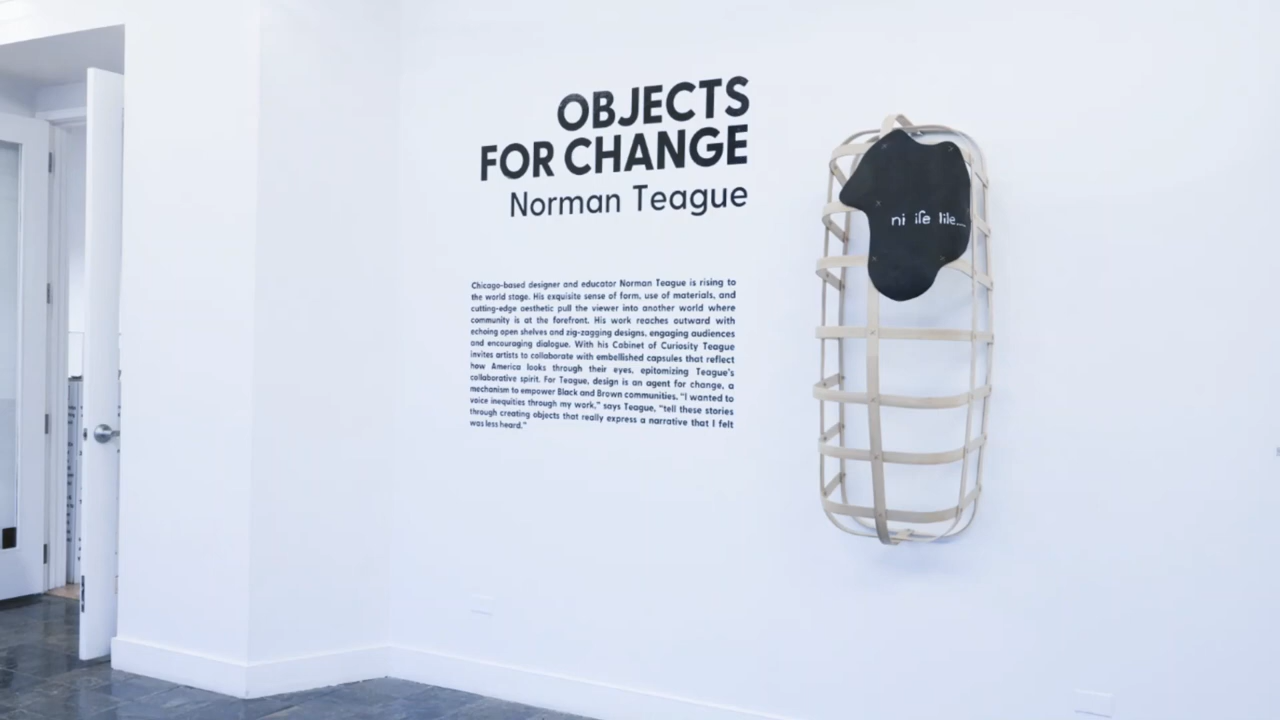 OBJECTS
FOR CHANGE
Norman Teague
Chicago-based designer and educator Norman Teague is rising to
the world stage. His exquisite sense of form, use of materials, and
cutting-edge aesthetic pull the viewer into another world where
community is at the forefront. His work reaches outward with
echoing open shelves and zig-zagging designs, engaging audiences
and encouraging dialogue. With his Cabinet of Curiosity Teague
invites artists to collaborate with embellished capsules that reflect
how America looks through their eyes, epitomizing Teague's
collaborative spirit. For Teague, design is an agent for change, a
mechanism to empower Black and Brown communities. "I wanted to
voice inequities through my work," says Teague, "tell these stories
through creating objects that really express a narrative that I felt
was less heard."
ni ife lile...